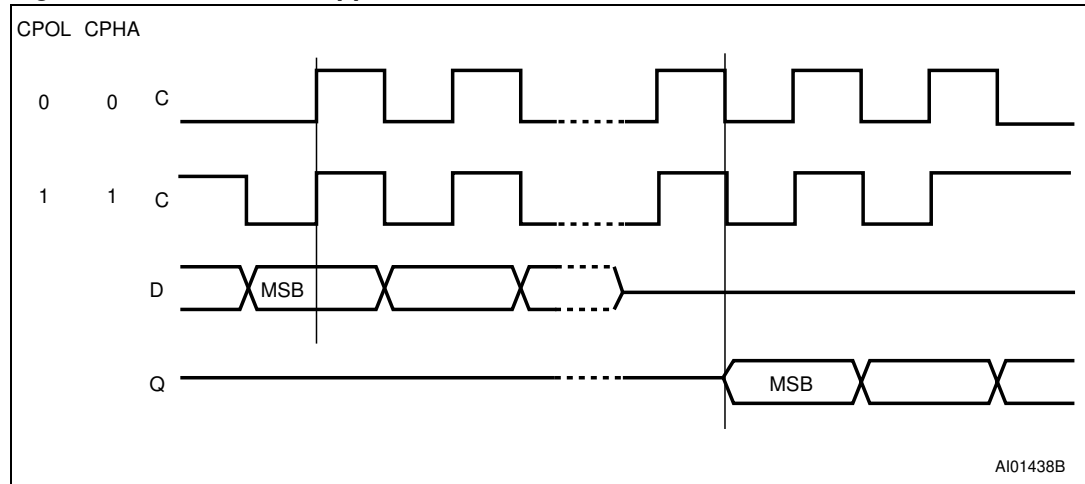 CPOL CPHA
0 0 C
1 1 C
D MSB
Q MSB
AI01438B